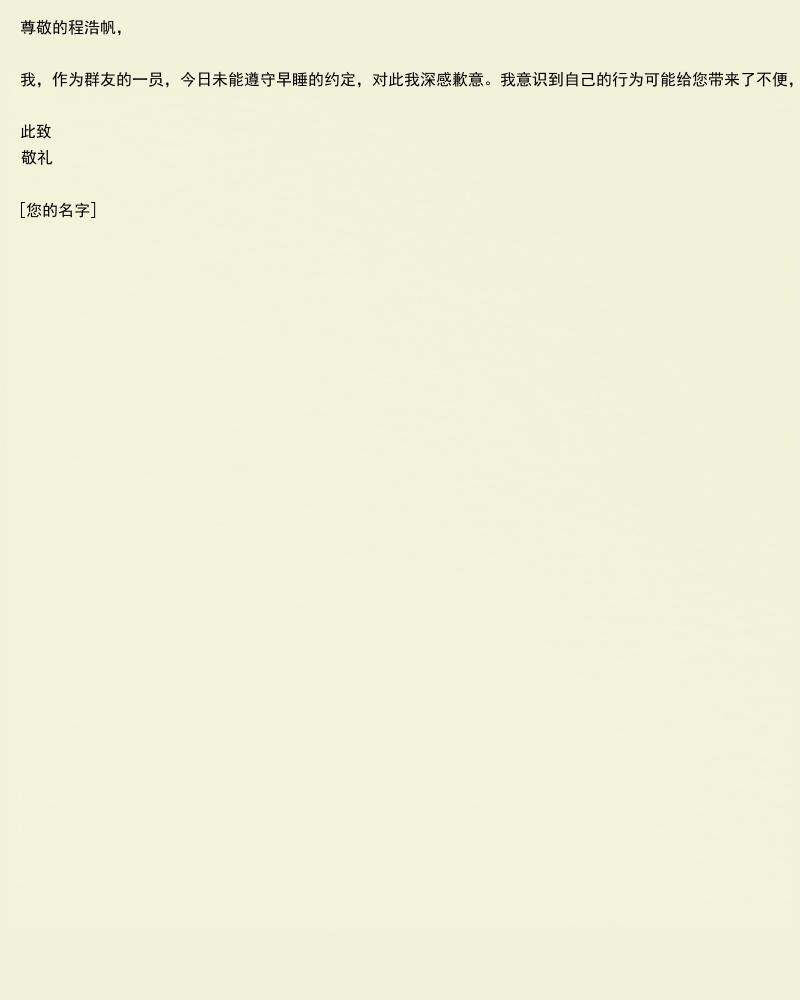 尊敬的程浩帆，
我，作为群友的一员，今日未能遵守早睡的约定，对此我深感歉意。我意识到自己的行为可能给您带来了不便，
此致
敬礼
[您的名字]